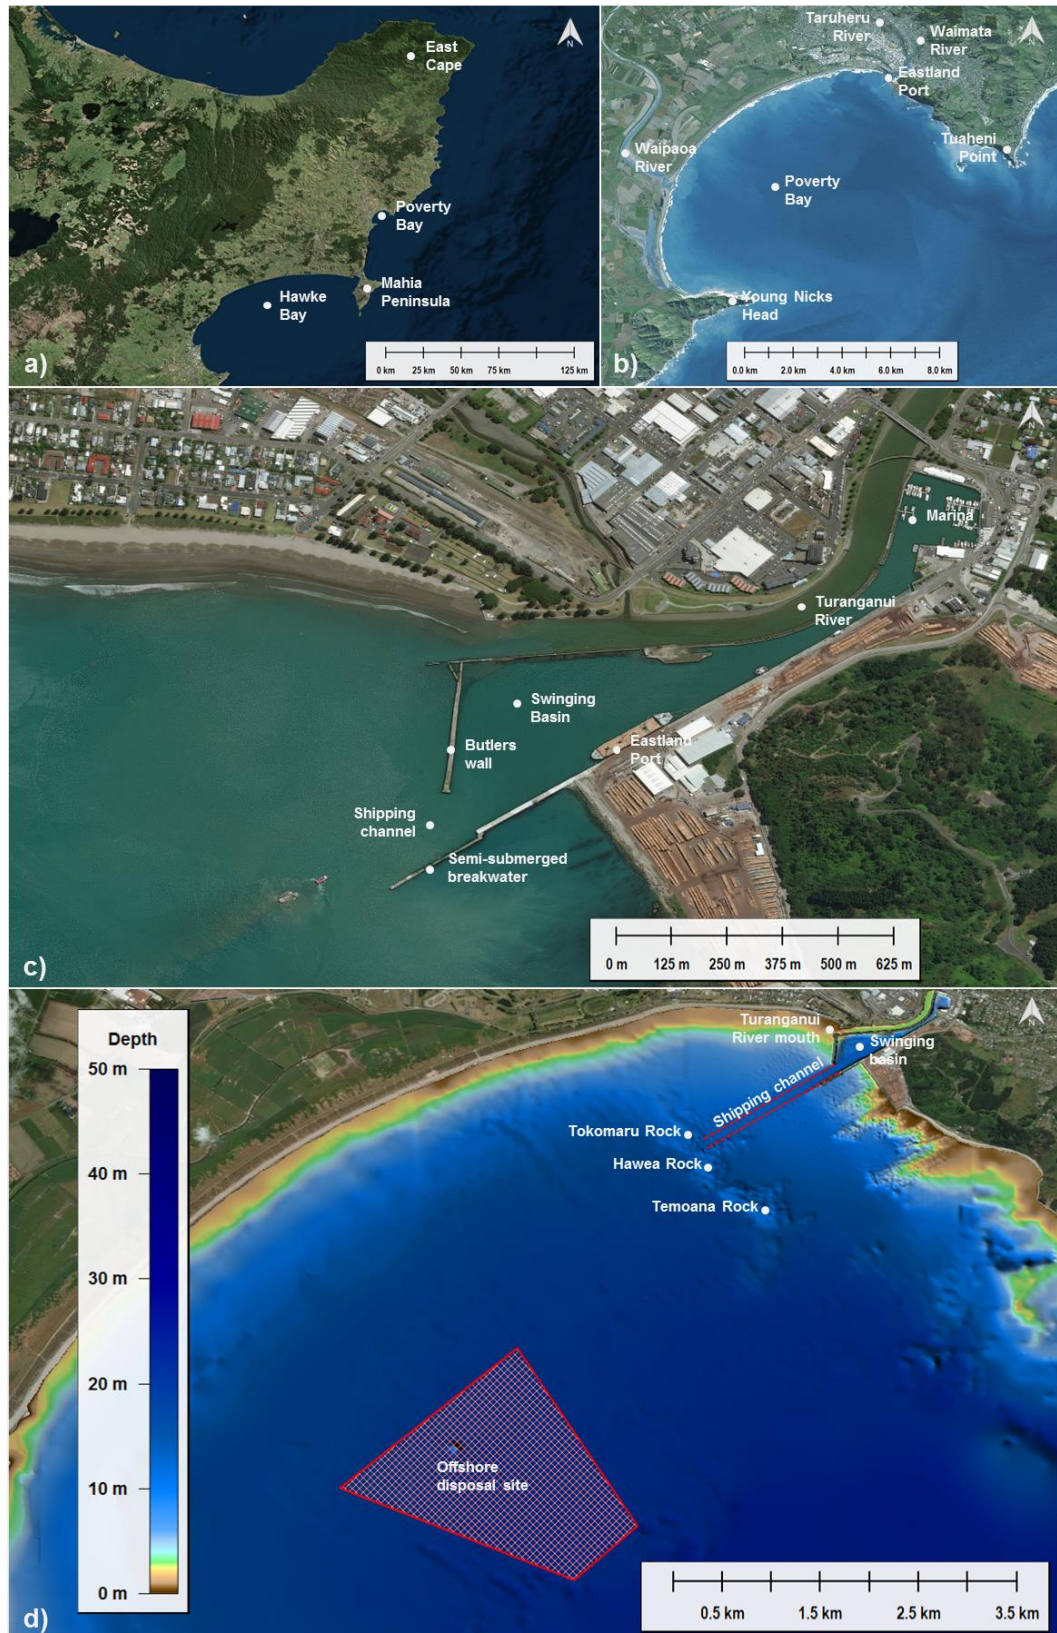 N
East
Cape
Poverty
Bay
Mahia
Peninsula
Hawke
Bay
0 km 25 km 50 km 75 km 125 km
a)
N
Taruheru
River
Waimata
River
Eastland
Port
Tuaheni
Point
Waipaoa
River
Poverty
Bay
Young Nicks
Head
0.0 km 2.0 km 4.0 km 6.0 km 8.0 km
b)
N
Marina
Turanganui
River
Swinging
Basin
Butlers
wall
Eastland
Port
Shipping
channel
Semi-submerged
breakwater
0 m 125 m 250 m 375 m 500 m 625 m
c)
N
Depth
50 m
40 m
30 m
20 m
10 m
0 m
Turanganui
River mouth
Swinging
basin
Shipping channel
Tokomaru Rock
Hawea Rock
Temoana Rock
Offshore
disposal site
0.5 km 1.5 km 2.5 km 3.5 km
d)